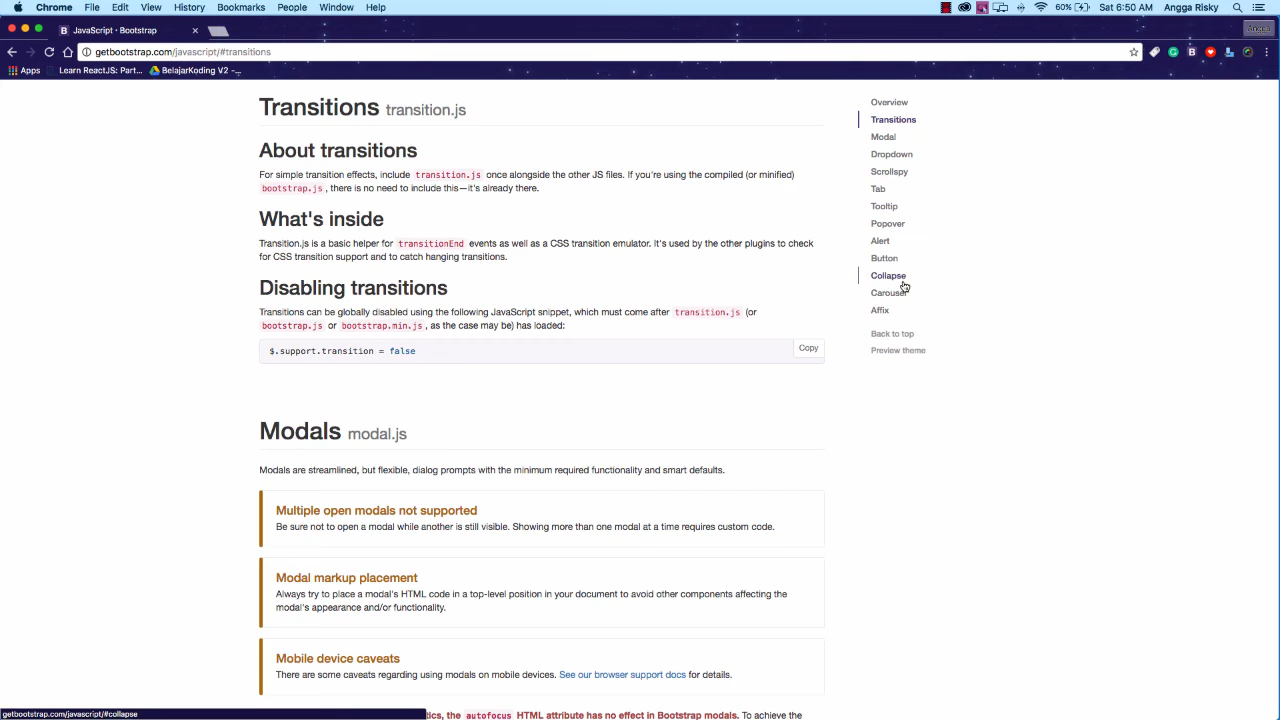 Chrome File Edit View History Bookmarks People Window Help 60% Sat 6:50 AM Angga Risky
B JavaScript · Bootstrap ×
getbootstrap.com/javascript/#transitions
Apps Learn ReactJS: Part... BelajarKoding V2 -...
Transitions transition.js
About transitions
For simple transition effects, include transition.js once alongside the other JS files. If you're using the compiled (or minified)
bootstrap.js, there is no need to include this—it's already there.
What's inside
Transition.js is a basic helper for transitionEnd events as well as a CSS transition emulator. It's used by the other plugins to check
for CSS transition support and to catch hanging transitions.
Disabling transitions
Transitions can be globally disabled using the following JavaScript snippet, which must come after transition.js (or
bootstrap.js or bootstrap.min.js, as the case may be) has loaded:
Copy
$.support.transition = false
Modals modal.js
Modals are streamlined, but flexible, dialog prompts with the minimum required functionality and smart defaults.
Multiple open modals not supported
Be sure not to open a modal while another is still visible. Showing more than one modal at a time requires custom code.
Modal markup placement
Always try to place a modal's HTML code in a top-level position in your document to avoid other components affecting the
modal's appearance and/or functionality.
Mobile device caveats
There are some caveats regarding using modals on mobile devices. See our browser support docs for details.
tics, the autofocus HTML attribute has no effect in Bootstrap modals. To achieve the
Overview
Transitions
Modal
Dropdown
Scrollspy
Tab
Tooltip
Popover
Alert
Button
Collapse
Carousel
Affix
Back to top
Preview theme
getbootstrap.com/javascript/#collapse